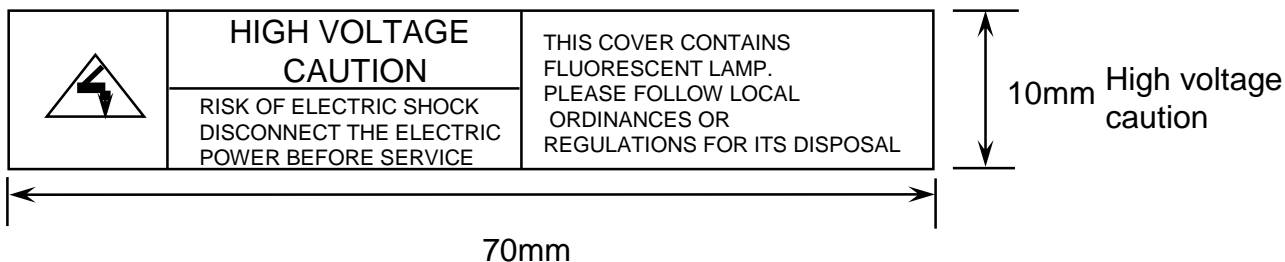 HIGH VOLTAGE
CAUTION
RISK OF ELECTRIC SHOCK
DISCONNECT THE ELECTRIC
POWER BEFORE SERVICE
THIS COVER CONTAINS
FLUORESCENT LAMP.
PLEASE FOLLOW LOCAL
ORDINANCES OR
REGULATIONS FOR ITS DISPOSAL
10mm
High voltage
caution
70mm